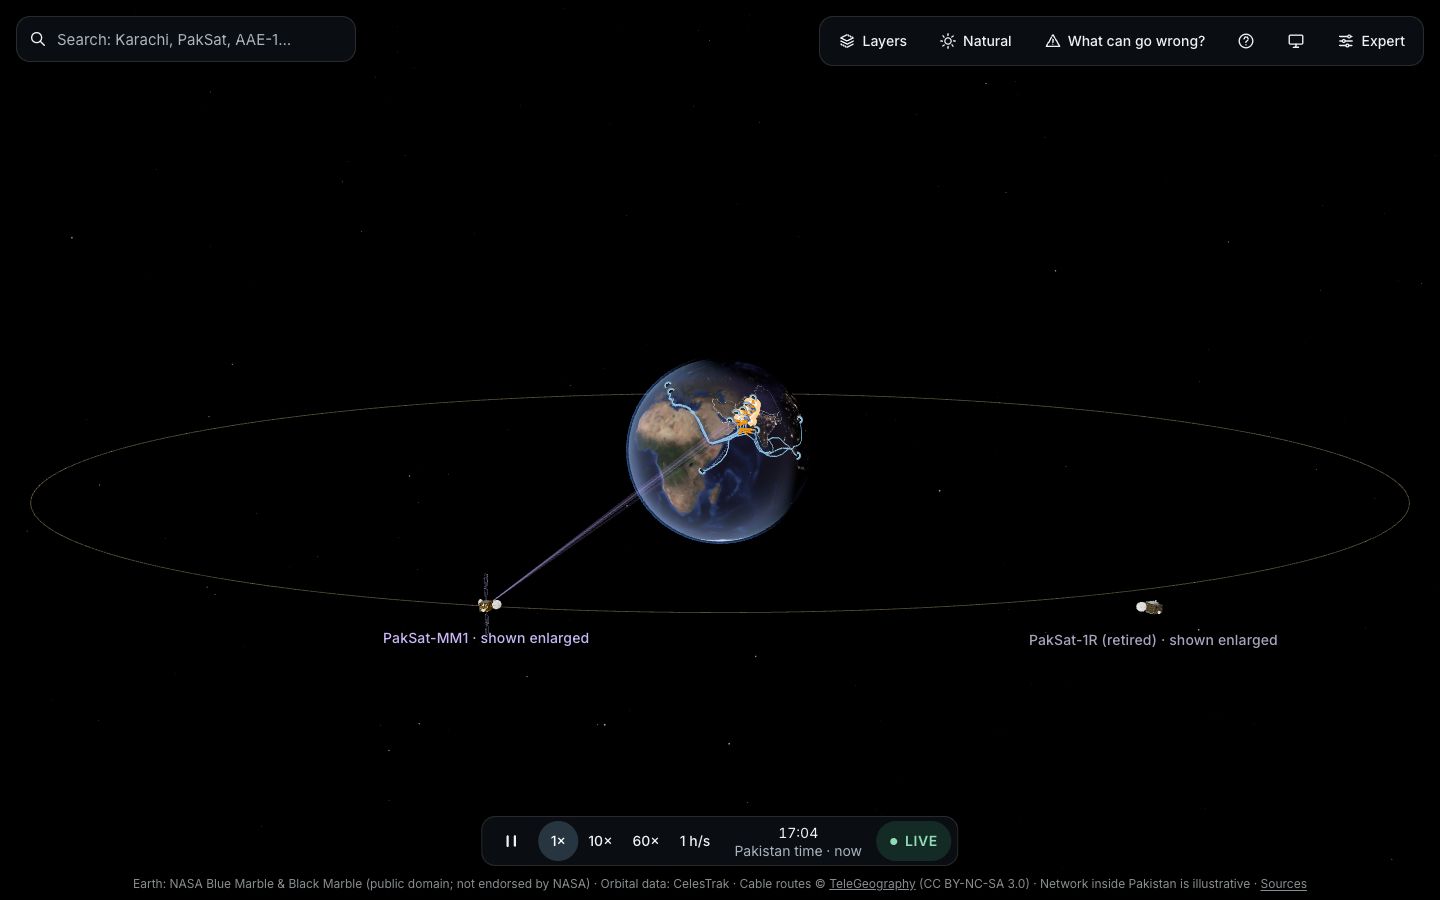 Search: Karachi, PakSat, AAE-1...
Layers
Natural
What can go wrong?
Expert
PakSat-MM1 · shown enlarged
PakSat-1R (retired) · shown enlarged
1×
10×
60×
1 h/s
17:04
Pakistan time · now
LIVE
Earth: NASA Blue Marble & Black Marble (public domain; not endorsed by NASA) · Orbital data: CelesTrak · Cable routes © TeleGeography (CC BY-NC-SA 3.0) · Network inside Pakistan is illustrative · Sources